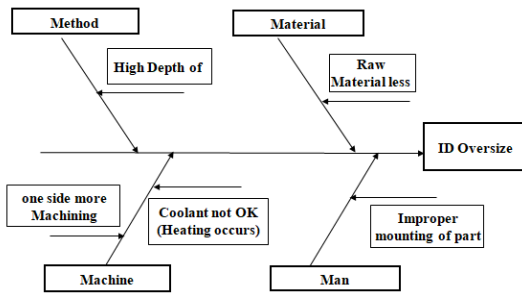 Method
Material
High Depth of
Raw
Material less
ID Oversize
one side more
Machining
Coolant not OK
(Heating occurs)
Improper
mounting of part
Machine
Man